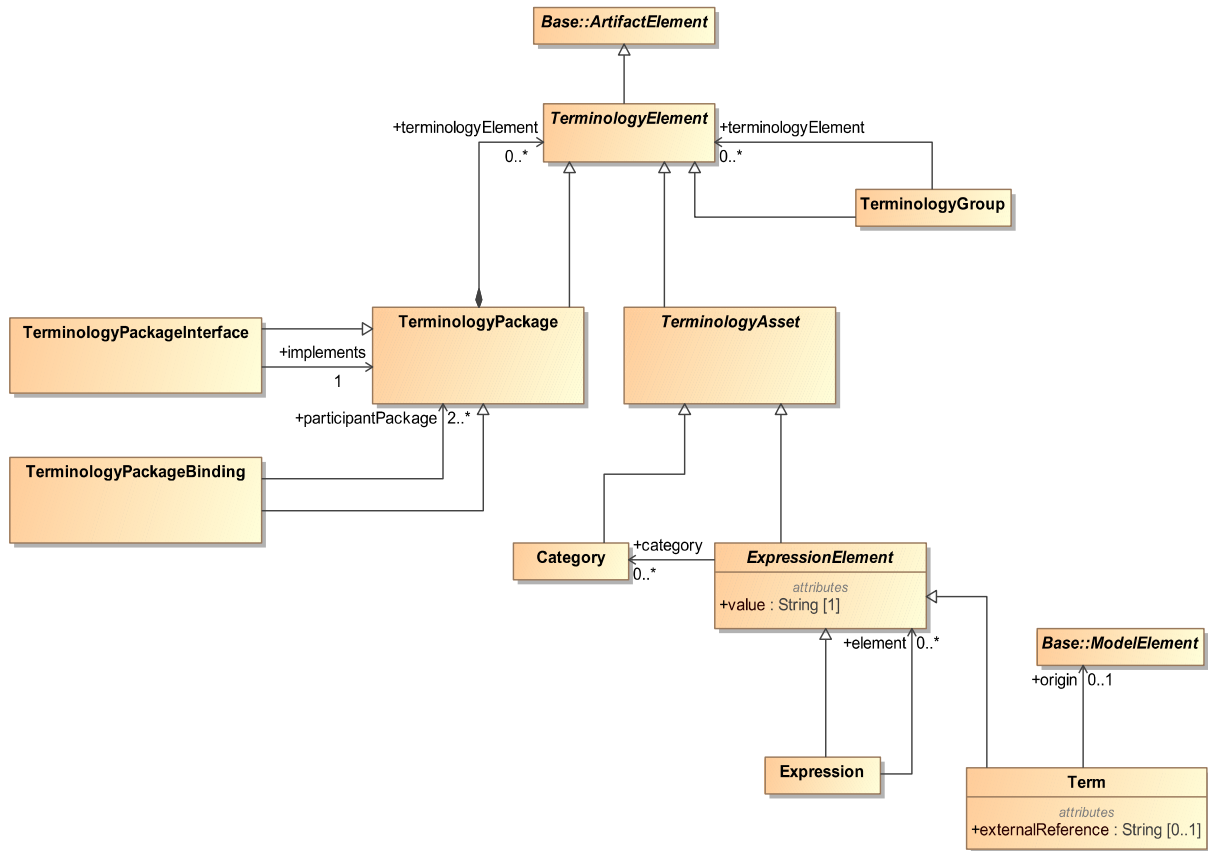 Base::ArtifactElement
TerminologyElement
+terminologyElement
0..*
+terminologyElement
0..*
TerminologyGroup
TerminologyPackageInterface
TerminologyPackage
TerminologyAsset
+implements
1
+participantPackage
2..*
TerminologyPackageBinding
Category
+category
0..*
ExpressionElement
attributes
+value : String [1]
+element
0..*
Base::ModelElement
+origin
0..1
Expression
Term
attributes
+externalReference : String [0..1]